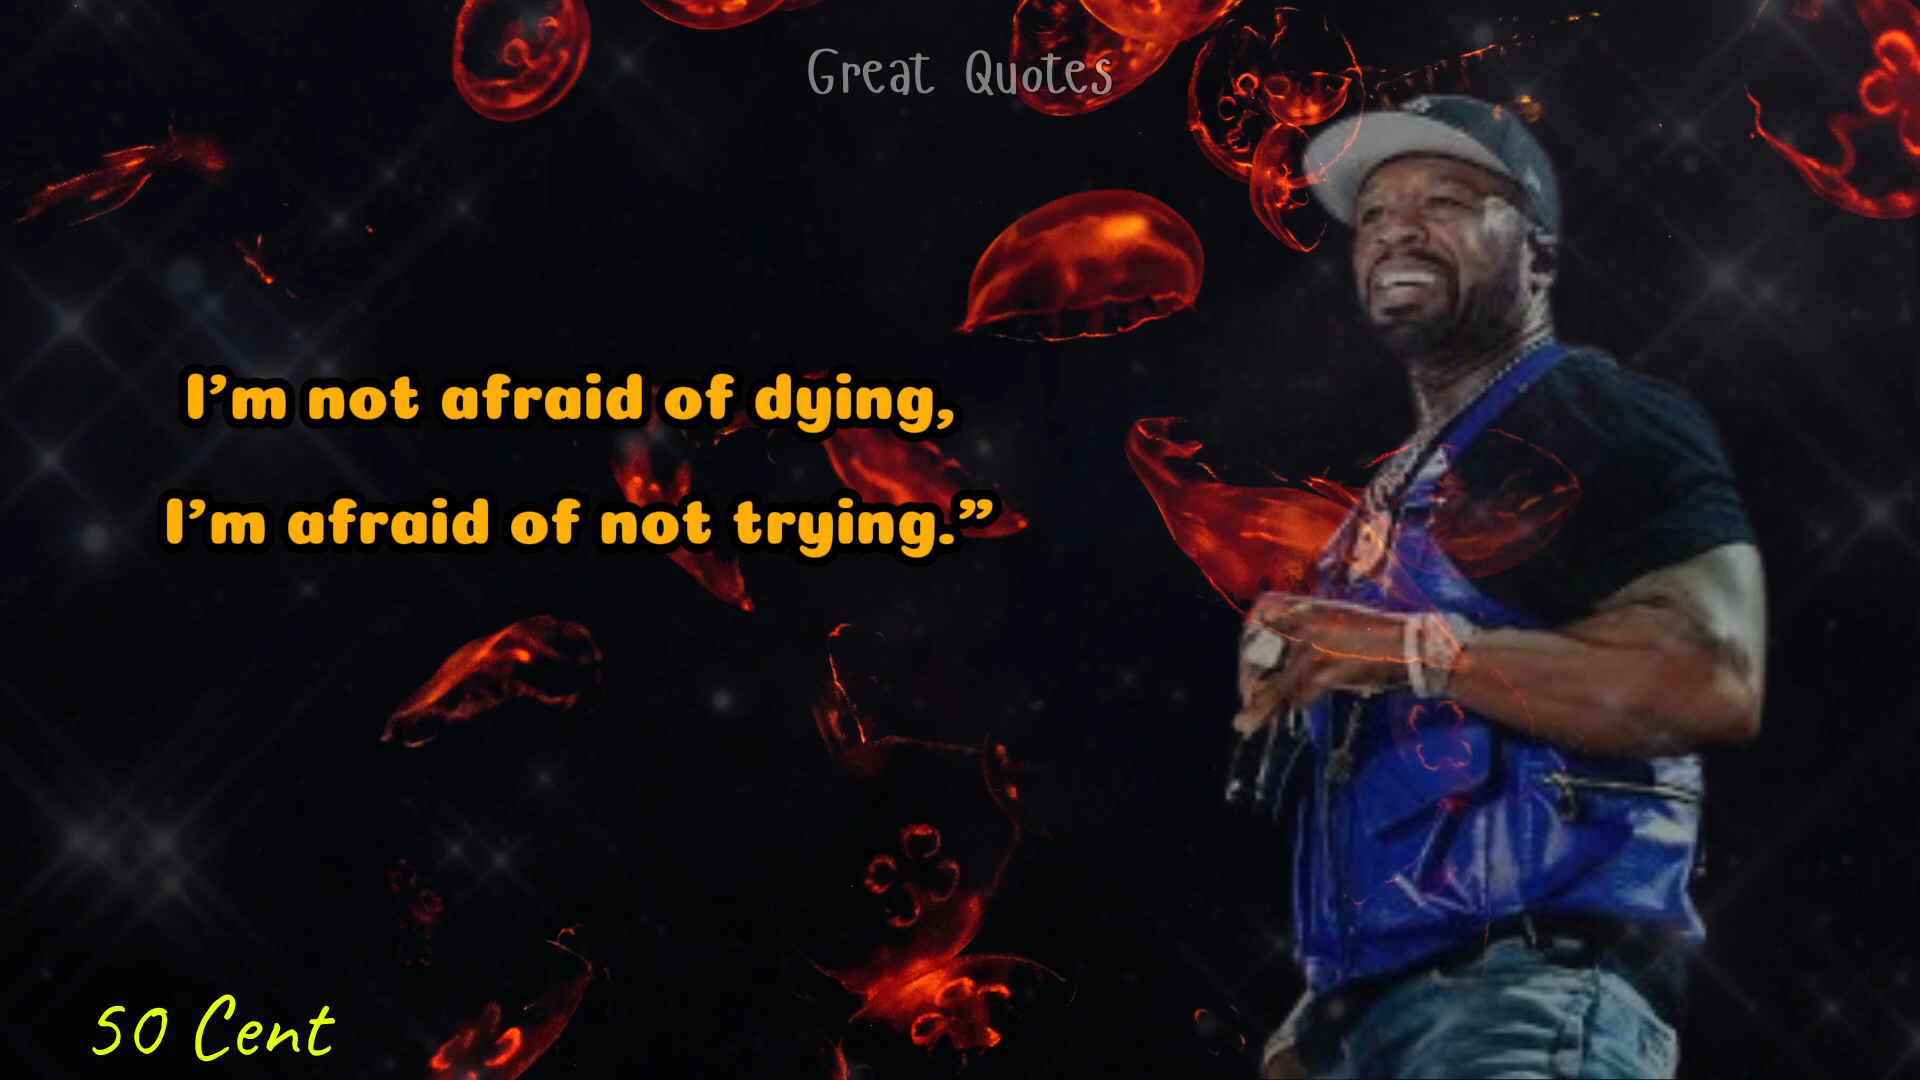 Great Quotes
I’m not afraid of dying,
I’m afraid of not trying.”
50 Cent